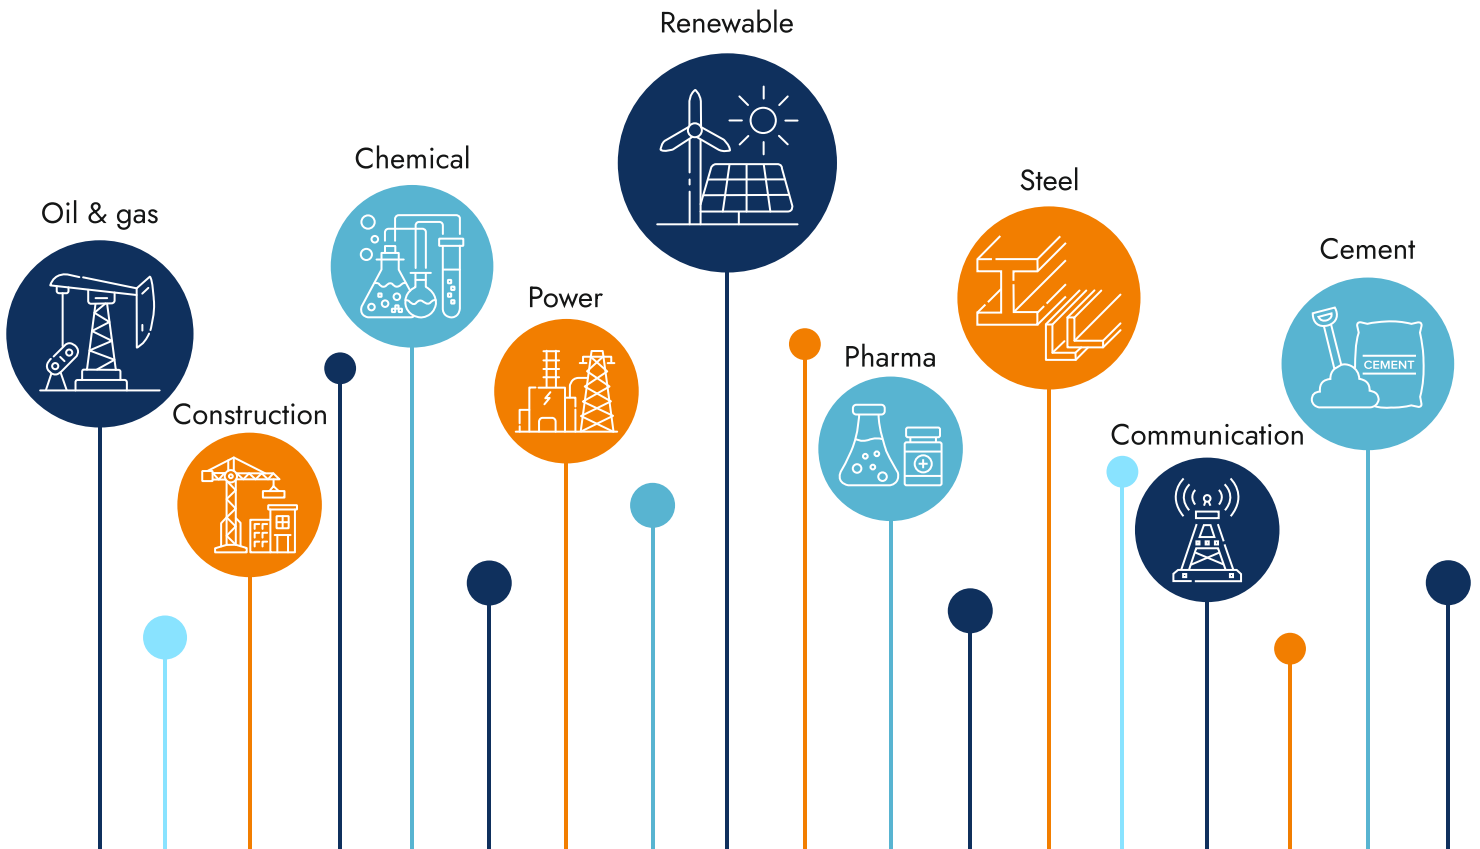 Renewable
Chemical
Steel
Oil & gas
Cement
Power
Pharma
CEMENT
Construction
Communication